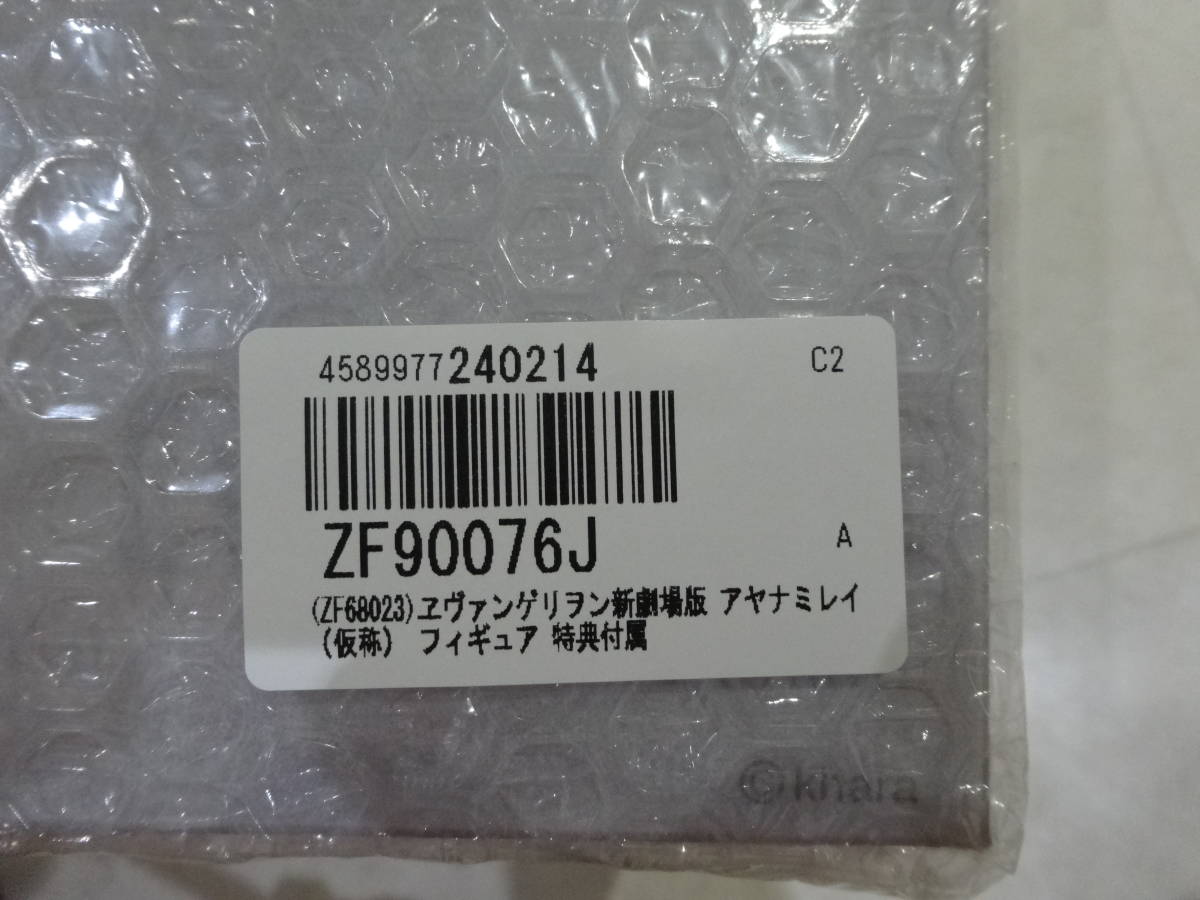 4589977240214
C2
ZF90076J
A
(ZF68023)ヱヴァンゲリヲン新劇場版 アヤナミレイ
(仮称) フィギュア 特典付属
©khara